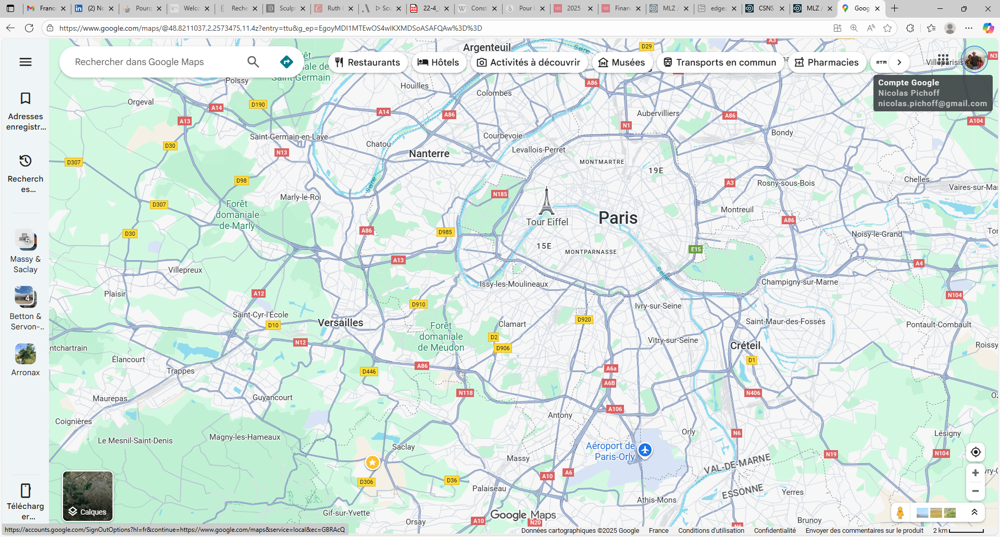 Franc
(2) No
Pourq
Welco
Reche
Sculpt
Ruth E
Scu
22-4_
Const
Pour l
2025
Financ
MLZ
edge:
CSNS
MLZ /
Goog
https://www.google.com/maps/@48.8211037,2.2573475,11.4z?entry=ttu&g_ep=EgoyMDI1MTEwOS4wIKXMDSoASAFQAw%3D%3D
Rechercher dans Google Maps
Restaurants
Hôtels
Activités à découvrir
Musées
Transports en commun
Pharmacies
ATM
Compte Google
Nicolas Pichoff
nicolas.pichoff@gmail.com
Adresses
enregistr...
Recherch
es...
5
Massy &
Saclay
4
Betton &
Servon-..
Arronax
Télécharg
er...
Calques
Argenteuil
Seine
D29
A3
N3
Villeparisis
Saint-Germain
Poissy
Houilles
A86
Orgeval
D190
A14
Colombes
A14
A86
Aubervilliers
A86
A13
N1
A104
Saint-Germain-en-Laye
Chatou
Courbevoie
Bondy
D30
N13
Nanterre
Levallois-Perret
D307
MONTMARTRE
19E
D98
Seine
A3
Rosny-sous-Bois
Chelles
Vaires-sur-Mar
Marly-le-Roi
N185
D307
Forêt
domaniale
de Marly
Tour Eiffel
Paris
Montreuil
A86
D30
A86
D985
Noisy-le-Grand
Tor
15E
MONTPARNASSE
E15
A13
A4
Villepreux
Seine
Issy-les-Moulineaux
Champigny-sur-Marne
Plaisir
A12
N104
D910
Ivry-sur-Seine
Saint-Cyr-l'École
D10
Versailles
D920
Saint-Maur-des-Fossés
Pontault-Combault
Forêt
domaniale
de Meudon
Clamart
D2
D906
N12
Vitry-sur-Seine
Créteil
Roissy
ntchartrain
Élancourt
D1
Trappes
D446
A86
A6a
A6B
N118
N406
Maurepas
Guyancourt
A106
Coignières
Antony
Orly
N6
Lésigny
Le Mesnil-Saint-Denis
Magny-les-Hameaux
Saclay
Aéroport de
Paris-Orly
Massy
N19
N104
VAL-DE-MARNE
D306
D36
A10
A6
Palaiseau
ESSONNE
Yerres
Athis-Mons
Gif-sur-Yvette
Orsay
A10
Google Maps
N20
Brunoy
https://accounts.google.com/SignOutOptions?hl=fr&continue=https://www.google.com/maps&service=local&ec=GBRAcQ
Données cartographiques ©2025 Google
France
Conditions d'utilisation
Confidentialité
Envoyer des commentaires sur le produit
2 km